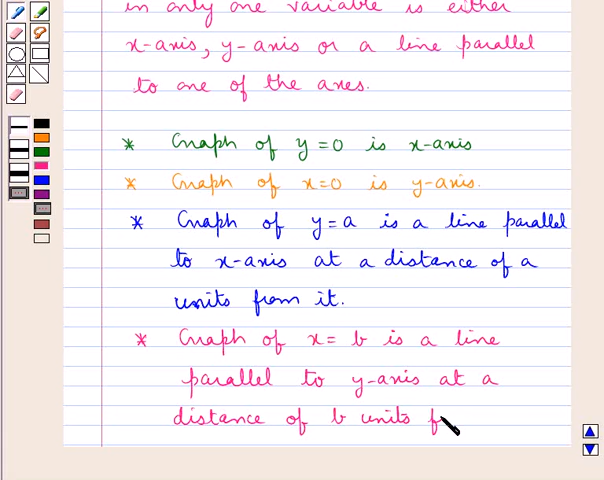 in only one variable is either
x-axis, y-axis or a line parallel
to one of the axes.
* Graph of y=0 is x-axis
* Graph of x=0 is y-axis.
* Graph of y=a is a line parallel
to x-axis at a distance of a
units from it.
* Graph of x= b is a line
parallel to y-axis at a
distance of b units f